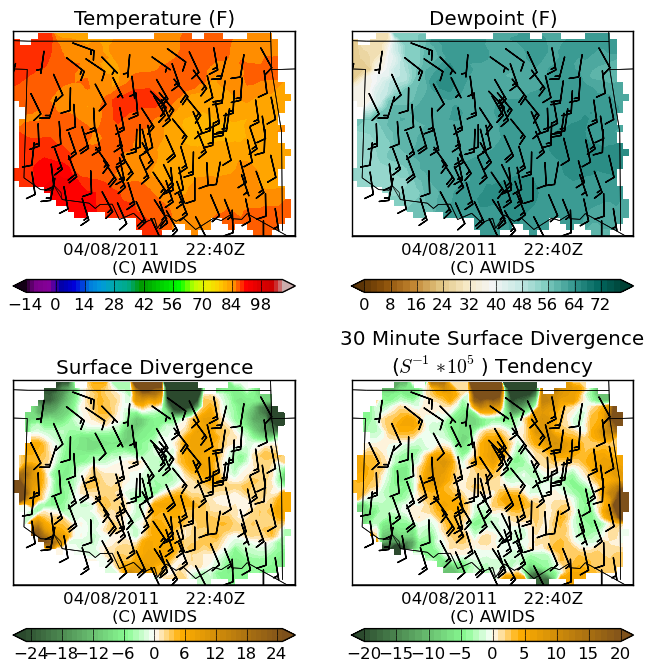 Temperature (F)
04/08/2011 22:40Z
(C) AWIDS
−14 0 14 28 42 56 70 84 98
Dewpoint (F)
04/08/2011 22:40Z
(C) AWIDS
0 8 16 24 32 40 48 56 64 72
Surface Divergence
04/08/2011 22:40Z
(C) AWIDS
−24 −18 −12 −6 0 6 12 18 24
30 Minute Surface Divergence
(S⁻¹ *10⁵ ) Tendency
04/08/2011 22:40Z
(C) AWIDS
−20 −15 −10 −5 0 5 10 15 20